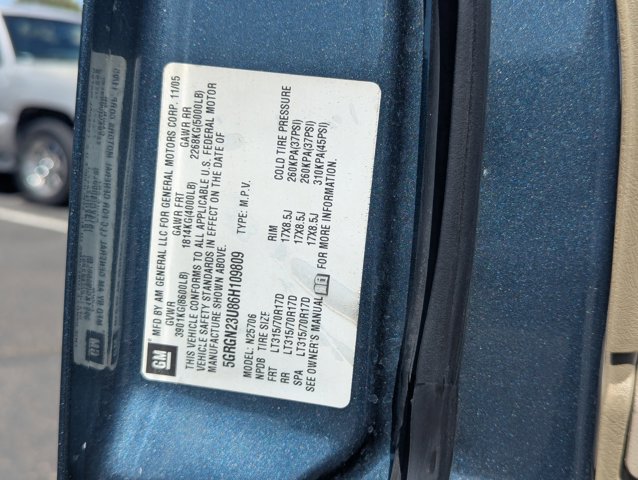 GM
MFD BY AM GENERAL LLC FOR GENERAL MOTORS CORP. 11/05
GVWR GAWR FRT GAWR RR
3901KG(8600LB) 1814KG(4000LB) 2268KG(5000LB)
THIS VEHICLE CONFORMS TO ALL APPLICABLE U.S. FEDERAL MOTOR
VEHICLE SAFETY STANDARDS IN EFFECT ON THE DATE OF
MANUFACTURE SHOWN ABOVE.
5GRGN23U86H109809 TYPE: M.P.V.
MODEL: N25706
NPDB TIRE SIZE RIM COLD TIRE PRESSURE
FRT LT315/70R17D 17X8.5J 260KPA(37PSI)
RR LT315/70R17D 17X8.5J 260KPA(37PSI)
SPA LT315/70R17D 17X8.5J 310KPA(45PSI)
SEE OWNER'S MANUAL FOR MORE INFORMATION.